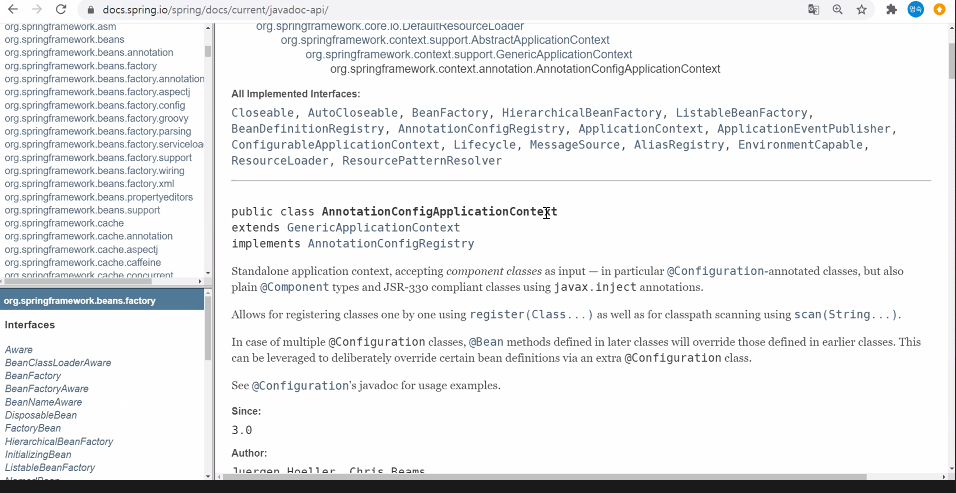 docs.spring.io/spring/docs/current/javadoc-api/
영숙
org.springframework.asm
org.springframework.beans
org.springframework.beans.annotation
org.springframework.beans.factory
org.springframework.beans.factory.annotation
org.springframework.beans.factory.aspectj
org.springframework.beans.factory.config
org.springframework.beans.factory.groovy
org.springframework.beans.factory.parsing
org.springframework.beans.factory.serviceloa
org.springframework.beans.factory.support
org.springframework.beans.factory.wiring
org.springframework.beans.factory.xml
org.springframework.beans.propertyeditors
org.springframework.beans.support
org.springframework.cache
org.springframework.cache.annotation
org.springframework.cache.aspectj
org.springframework.cache.caffeine
org.springframework.cache.concurrent
org.springframework.beans.factory
Interfaces
Aware
BeanClassLoaderAware
BeanFactory
BeanFactoryAware
BeanNameAware
DisposableBean
FactoryBean
HierarchicalBeanFactory
InitializingBean
ListableBeanFactory
NamedBean
org.springframework.core.io.DefaultResourceLoader
org.springframework.context.support.AbstractApplicationContext
org.springframework.context.support.GenericApplicationContext
org.springframework.context.annotation.AnnotationConfigApplicationContext
All Implemented Interfaces:
Closeable, AutoCloseable, BeanFactory, HierarchicalBeanFactory, ListableBeanFactory,
BeanDefinitionRegistry, AnnotationConfigRegistry, ApplicationContext, ApplicationEventPublisher,
ConfigurableApplicationContext, Lifecycle, MessageSource, AliasRegistry, EnvironmentCapable,
ResourceLoader, ResourcePatternResolver
public class AnnotationConfigApplicationContext
extends GenericApplicationContext
implements AnnotationConfigRegistry
Standalone application context, accepting component classes as input — in particular @Configuration-annotated classes, but also
plain @Component types and JSR-330 compliant classes using javax.inject annotations.
Allows for registering classes one by one using register(Class...) as well as for classpath scanning using scan(String...).
In case of multiple @Configuration classes, @Bean methods defined in later classes will override those defined in earlier classes. This
can be leveraged to deliberately override certain bean definitions via an extra @Configuration class.
See @Configuration's javadoc for usage examples.
Since:
3.0
Author:
Juergen Hoeller, Chris Beams